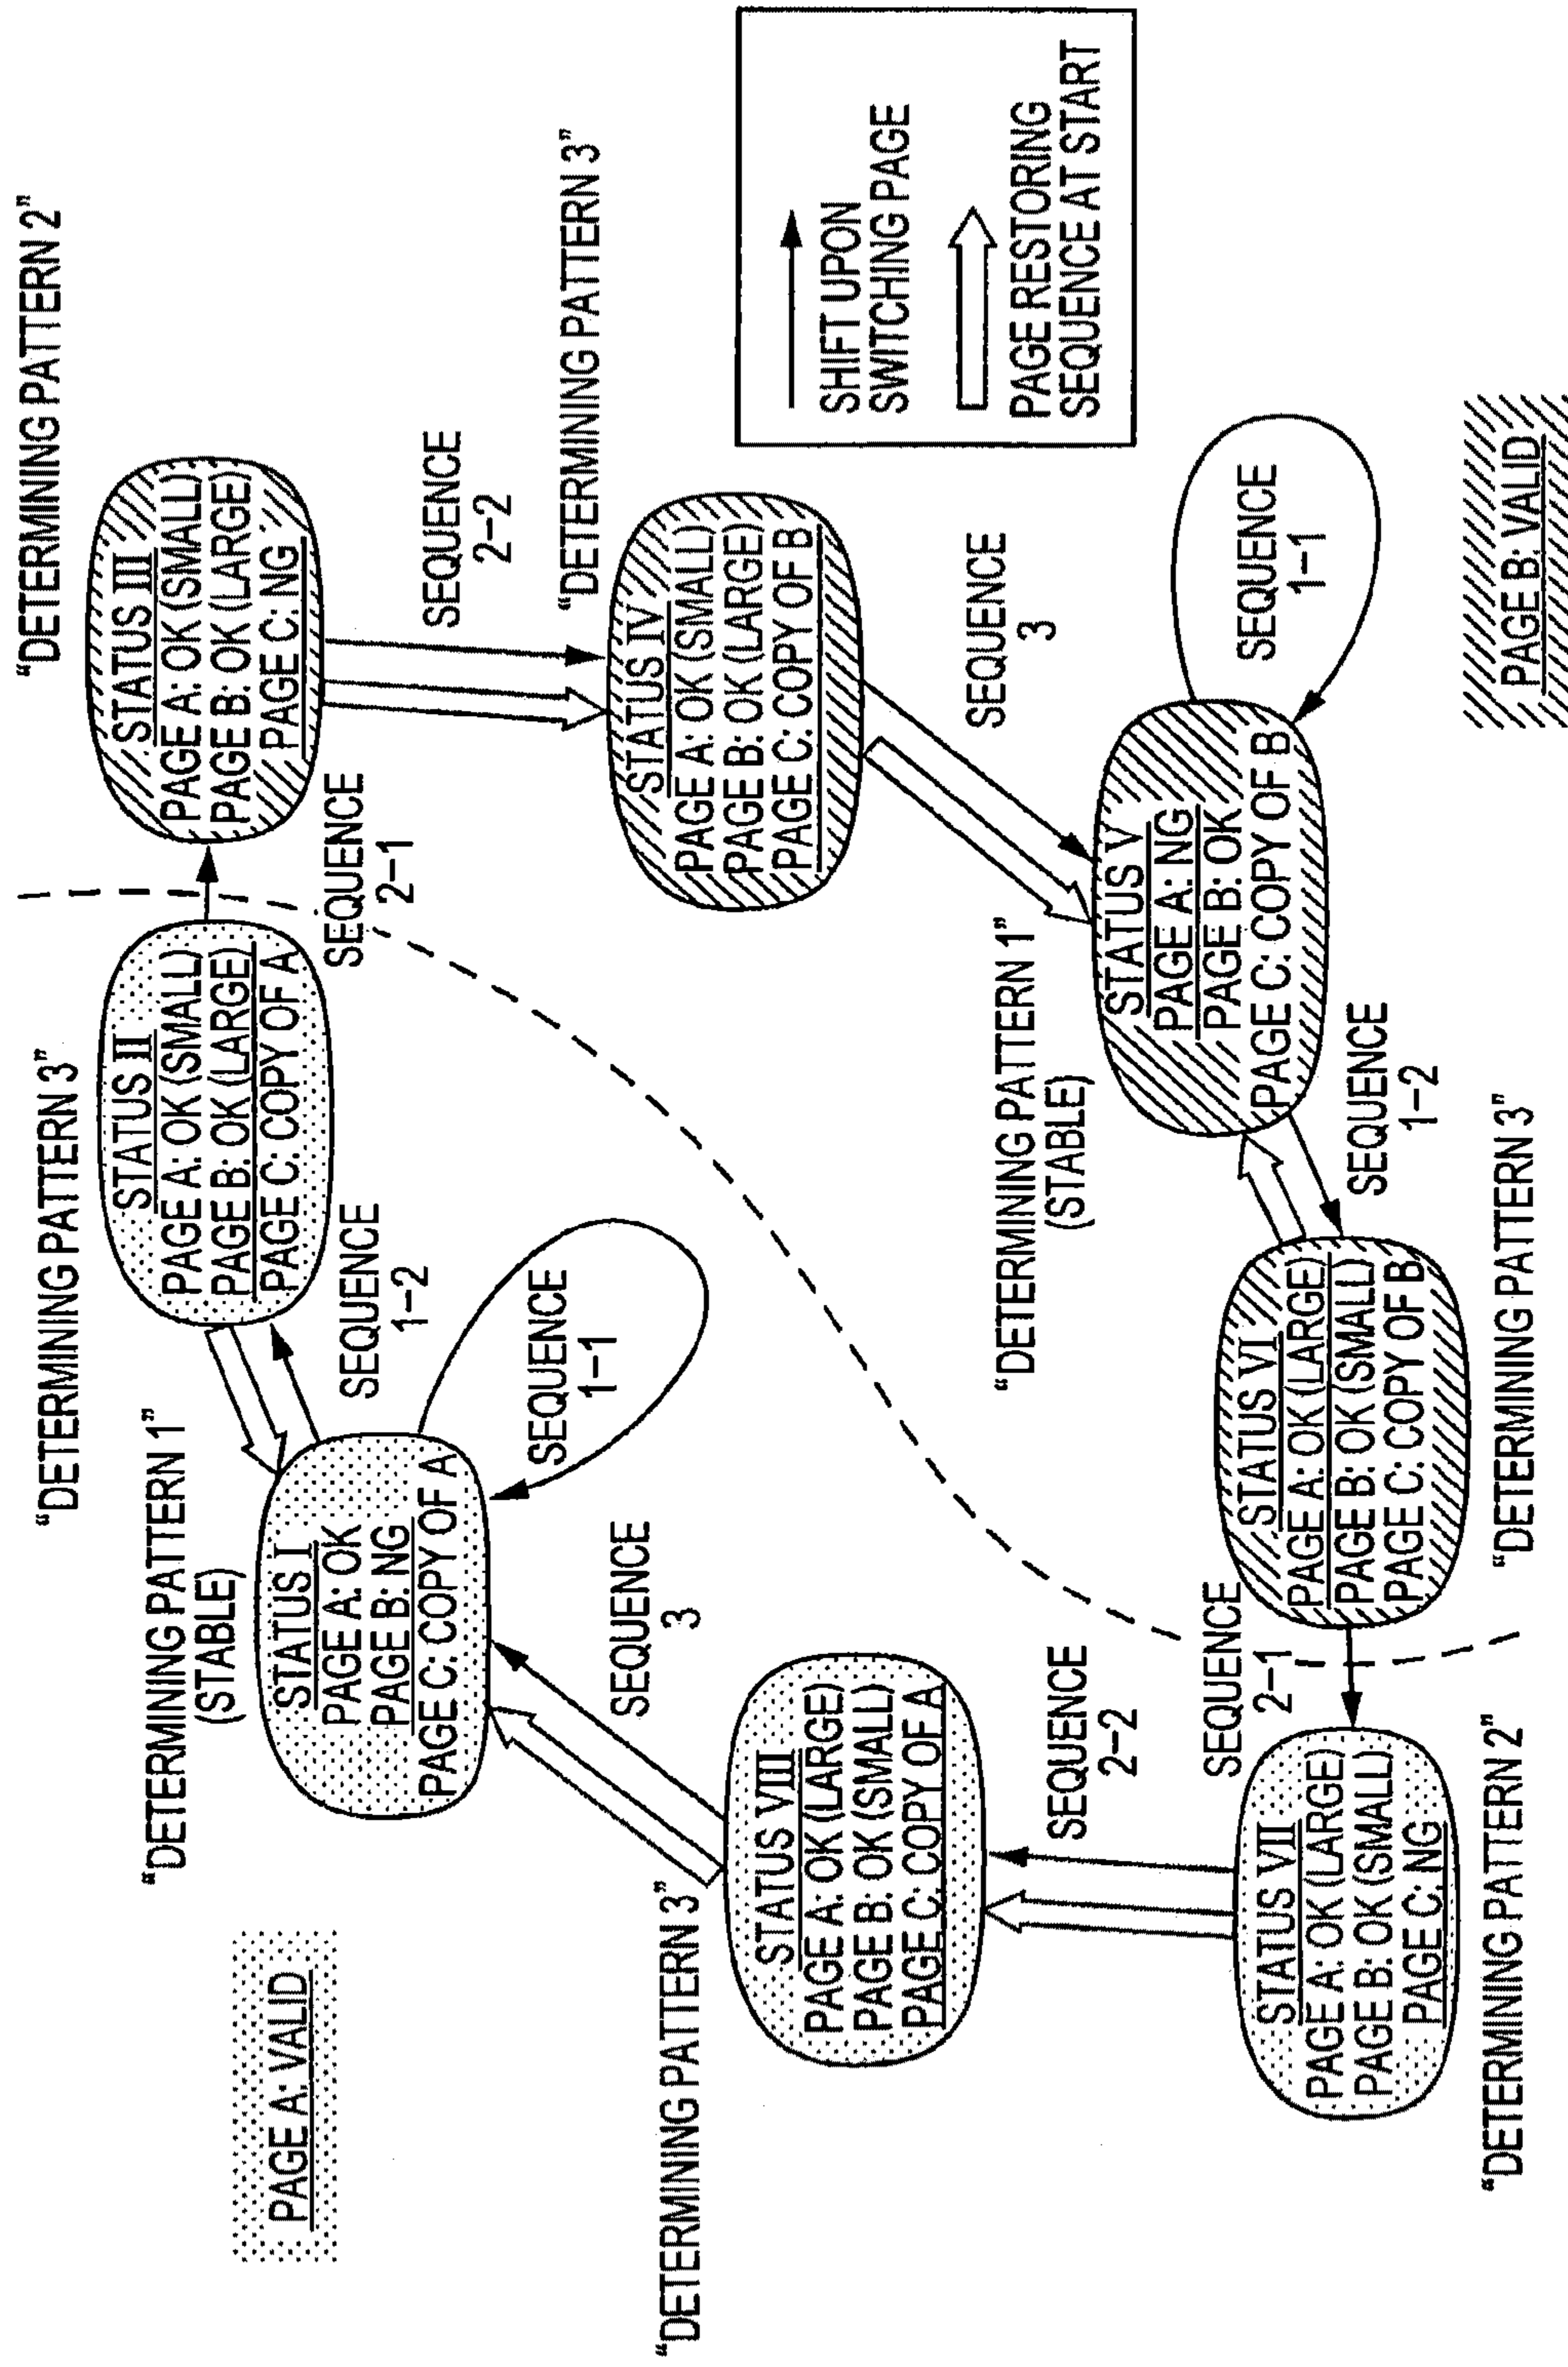 "DETERMINING PATTERN 3"
"DETERMINING PATTERN 2"
PAGE A: VALID
"DETERMINING PATTERN 1"
(STABLE)
STATUS I
PAGE A: OK
PAGE B: NG
PAGE C: COPY OF A
SEQUENCE
1-1
SEQUENCE
1-2
STATUS II
PAGE A: OK (SMALL)
PAGE B: OK (LARGE)
PAGE C: COPY OF A
SEQUENCE
2-1
STATUS III
PAGE A: OK (SMALL)
PAGE B: OK (LARGE)
PAGE C: NG
SEQUENCE
2-2
"DETERMINING PATTERN 3"
STATUS IV
PAGE A: OK (SMALL)
PAGE B: OK (LARGE)
PAGE C: COPY OF B
SEQUENCE
3
"DETERMINING PATTERN 1"
(STABLE)
STATUS V
PAGE A: NG
PAGE B: OK
PAGE C: COPY OF B
SEQUENCE
1-1
SEQUENCE
1-2
STATUS VI
PAGE A: OK (LARGE)
PAGE B: OK (SMALL)
PAGE C: COPY OF B
"DETERMINING PATTERN 3"
SEQUENCE
2-1
STATUS VII
PAGE A: OK (LARGE)
PAGE B: OK (SMALL)
PAGE C: NG
"DETERMINING PATTERN 2"
SEQUENCE
2-2
"DETERMINING PATTERN 3"
STATUS VIII
PAGE A: OK (LARGE)
PAGE B: OK (SMALL)
PAGE C: COPY OF A
SEQUENCE
3
SHIFT UPON
SWITCHING PAGE
PAGE RESTORING
SEQUENCE AT START
PAGE B: VALID